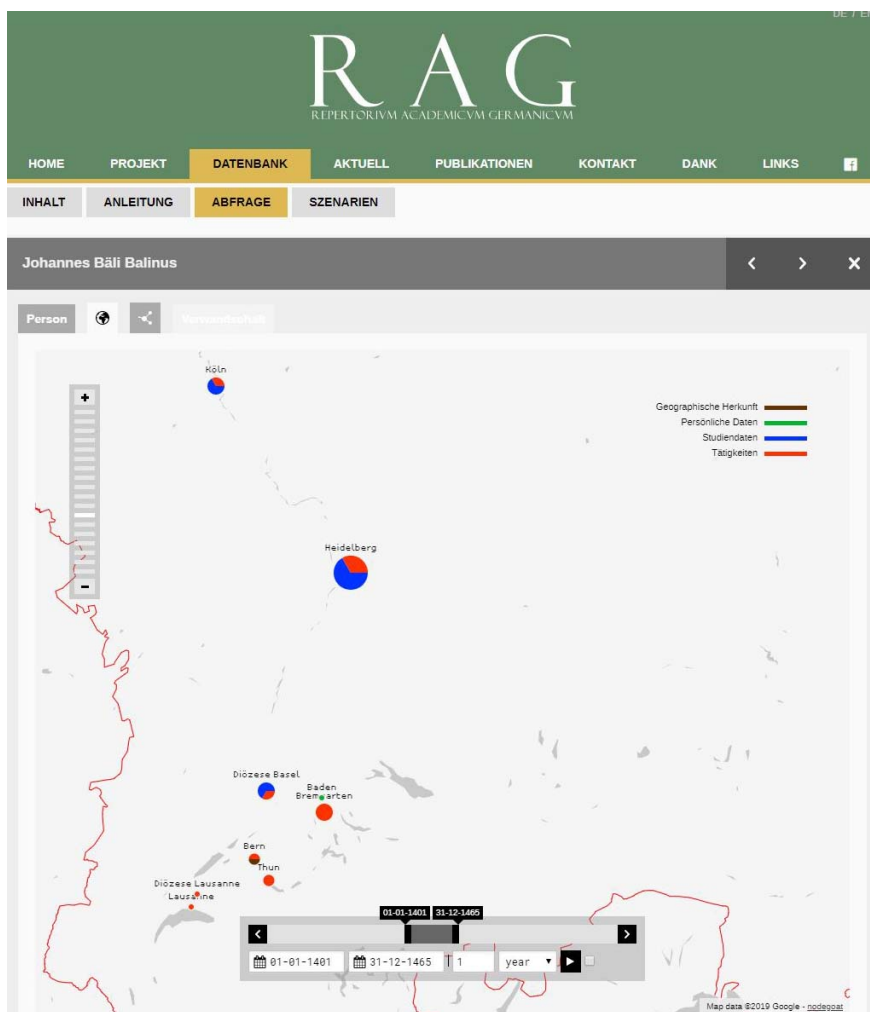 DE / EN
RAG
REPERTORIVM ACADEMICVM GERMANICVM
HOME PROJEKT DATENBANK AKTUELL PUBLIKATIONEN KONTAKT DANK LINKS
INHALT ANLEITUNG ABFRAGE SZENARIEN
Johannes Bäli Balinus
Person
Köln
Geographische Herkunft
Persönliche Daten
Studiendaten
Tätigkeiten
Heidelberg
Diözese Basel
Baden
Bremgarten
Bern
Thun
Diözese Lausanne
Lausanne
01-01-1401 31-12-1465
01-01-1401 31-12-1465 1 year
Map data ©2019 Google - nodegoat